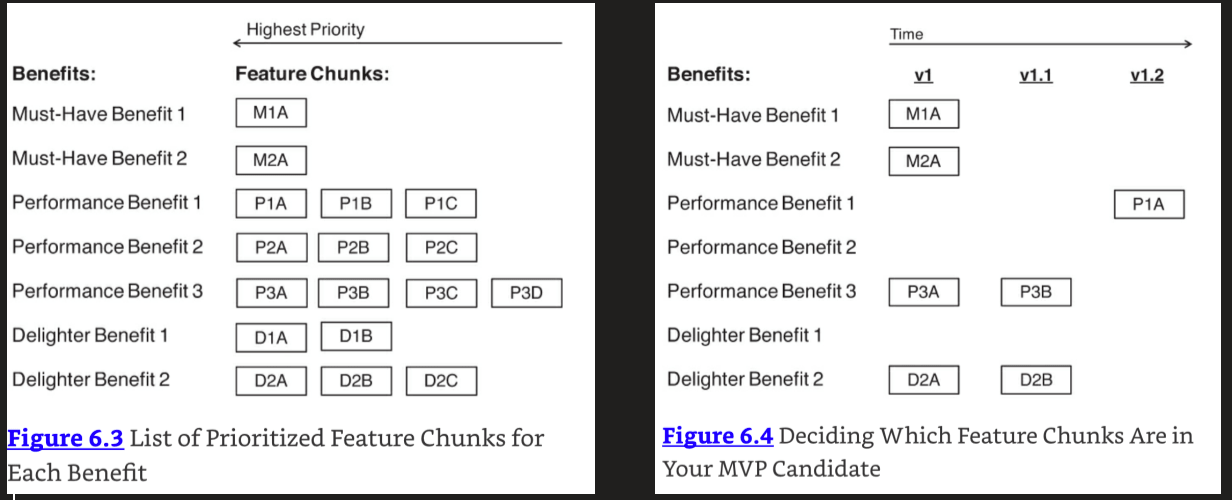 Highest Priority
Benefits: Feature Chunks:
Must-Have Benefit 1 M1A
Must-Have Benefit 2 M2A
Performance Benefit 1 P1A P1B P1C
Performance Benefit 2 P2A P2B P2C
Performance Benefit 3 P3A P3B P3C P3D
Delighter Benefit 1 D1A D1B
Delighter Benefit 2 D2A D2B D2C
Figure 6.3 List of Prioritized Feature Chunks for
Each Benefit
Time
Benefits: v1 v1.1 v1.2
Must-Have Benefit 1 M1A
Must-Have Benefit 2 M2A
Performance Benefit 1 P1A
Performance Benefit 2
Performance Benefit 3 P3A P3B
Delighter Benefit 1
Delighter Benefit 2 D2A D2B
Figure 6.4 Deciding Which Feature Chunks Are in
Your MVP Candidate